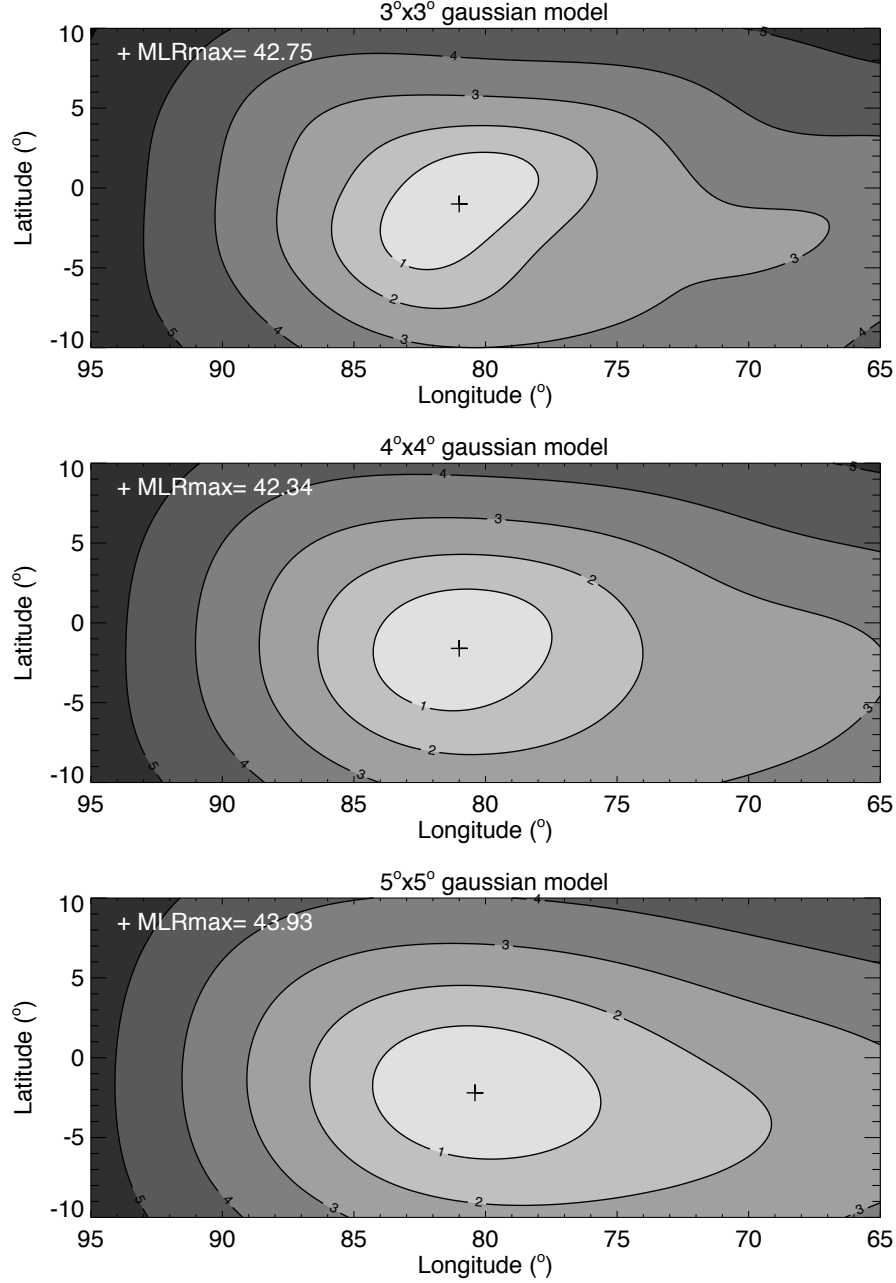 3°x3° gaussian model
+ MLRmax= 42.75
5
4
3
3
1
2
3
4
5
4
10
5
0
-5
-10
Latitude (°)
95 90 85 80 75 70 65
Longitude (°)
4°x4° gaussian model
+ MLRmax= 42.34
5
4
3
2
1
2
3
3
4
5
10
5
0
-5
-10
Latitude (°)
95 90 85 80 75 70 65
Longitude (°)
5°x5° gaussian model
+ MLRmax= 43.93
4
3
2
1
2
3
3
4
5
10
5
0
-5
-10
Latitude (°)
95 90 85 80 75 70 65
Longitude (°)